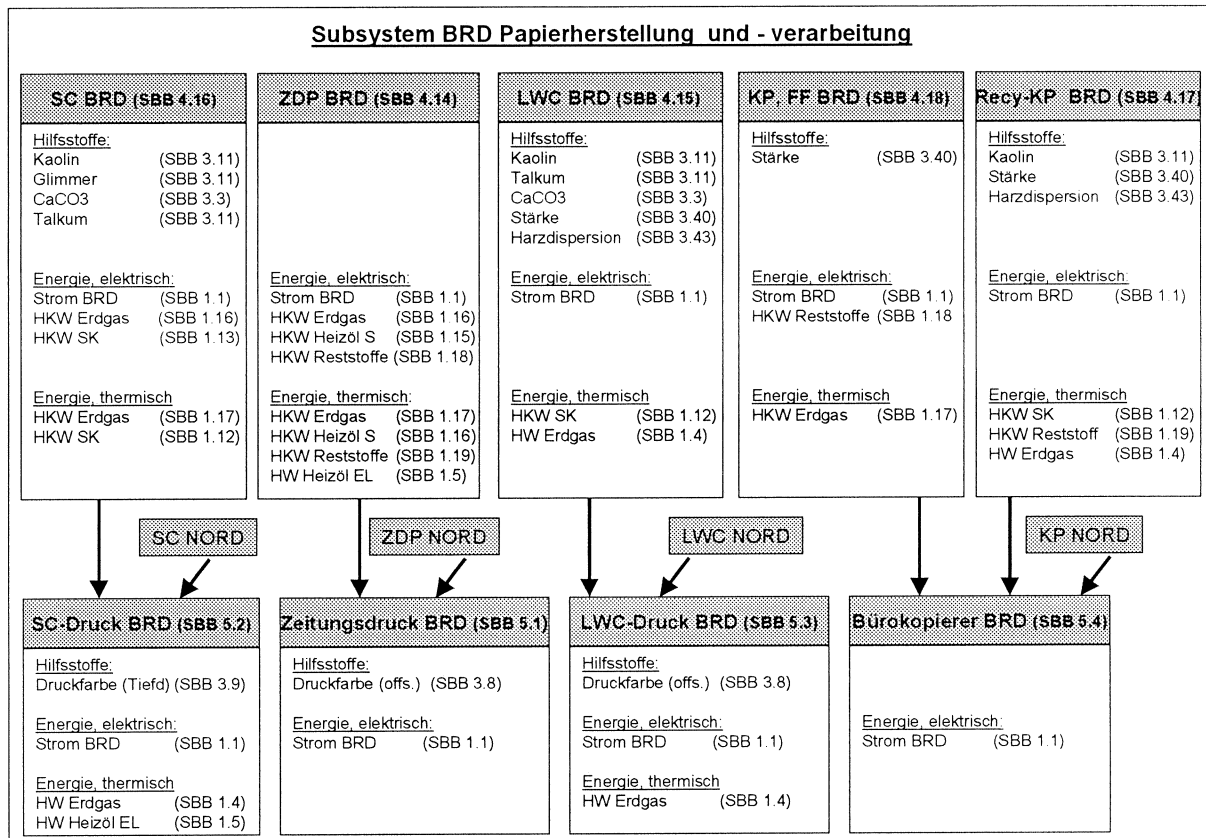 Subsystem BRD Papierherstellung und - verarbeitung
SC BRD (SBB 4.16)
Hilfsstoffe:
Kaolin (SBB 3.11)
Glimmer (SBB 3.11)
CaCO3 (SBB 3.3)
Talkum (SBB 3.11)
Energie, elektrisch:
Strom BRD (SBB 1.1)
HKW Erdgas (SBB 1.16)
HKW SK (SBB 1.13)
Energie, thermisch
HKW Erdgas (SBB 1.17)
HKW SK (SBB 1.12)
ZDP BRD (SBB 4.14)
Energie, elektrisch:
Strom BRD (SBB 1.1)
HKW Erdgas (SBB 1.16)
HKW Heizöl S (SBB 1.15)
HKW Reststoffe (SBB 1.18)
Energie, thermisch:
HKW Erdgas (SBB 1.17)
HKW Heizöl S (SBB 1.16)
HKW Reststoffe (SBB 1.19)
HW Heizöl EL (SBB 1.5)
LWC BRD (SBB 4.15)
Hilfsstoffe:
Kaolin (SBB 3.11)
Talkum (SBB 3.11)
CaCO3 (SBB 3.3)
Stärke (SBB 3.40)
Harzdispersion (SBB 3.43)
Energie, elektrisch:
Strom BRD (SBB 1.1)
Energie, thermisch
HKW SK (SBB 1.12)
HW Erdgas (SBB 1.4)
KP, FF BRD (SBB 4.18)
Hilfsstoffe:
Stärke (SBB 3.40)
Energie, elektrisch:
Strom BRD (SBB 1.1)
HKW Reststoffe (SBB 1.18
Energie, thermisch
HKW Erdgas (SBB 1.17)
Recy-KP BRD (SBB 4.17)
Hilfsstoffe:
Kaolin (SBB 3.11)
Stärke (SBB 3.40)
Harzdispersion (SBB 3.43)
Energie, elektrisch:
Strom BRD (SBB 1.1)
Energie, thermisch
HKW SK (SBB 1.12)
HKW Reststoff (SBB 1.19)
HW Erdgas (SBB 1.4)
SC NORD
ZDP NORD
LWC NORD
KP NORD
SC-Druck BRD (SBB 5.2)
Hilfsstoffe:
Druckfarbe (Tiefd) (SBB 3.9)
Energie, elektrisch:
Strom BRD (SBB 1.1)
Energie, thermisch
HW Erdgas (SBB 1.4)
HW Heizöl EL (SBB 1.5)
Zeitungsdruck BRD (SBB 5.1)
Hilfsstoffe:
Druckfarbe (offs.) (SBB 3.8)
Energie, elektrisch:
Strom BRD (SBB 1.1)
LWC-Druck BRD (SBB 5.3)
Hilfsstoffe:
Druckfarbe (offs.) (SBB 3.8)
Energie, elektrisch:
Strom BRD (SBB 1.1)
Energie, thermisch
HW Erdgas (SBB 1.4)
Bürokopierer BRD (SBB 5.4)
Energie, elektrisch:
Strom BRD (SBB 1.1)